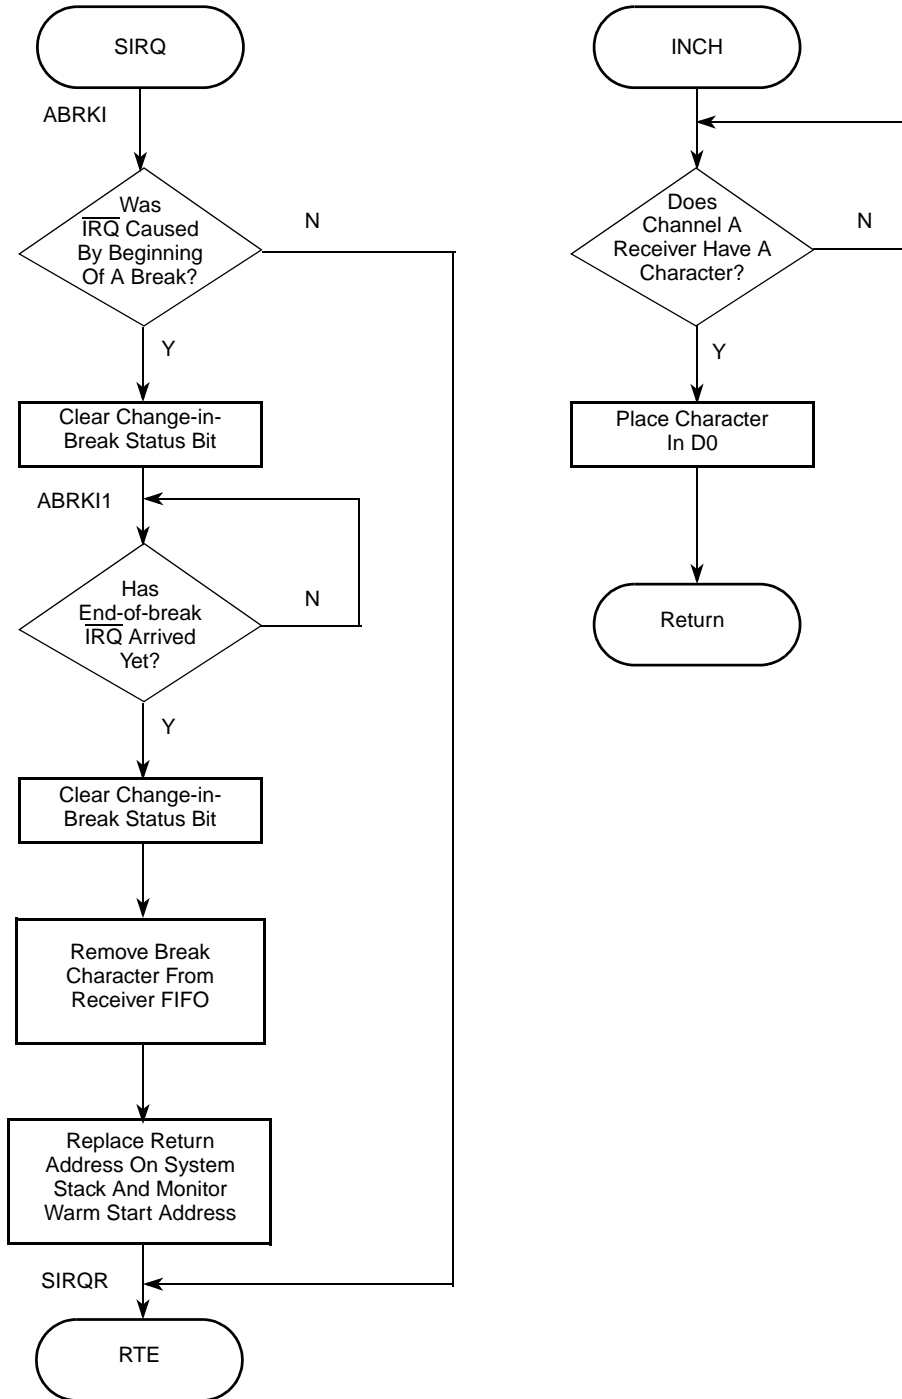 SIRQ
ABRKI
Was
IRQ Caused
By Beginning
Of A Break?
N
Y
Clear Change-in-
Break Status Bit
ABRKI1
Has
End-of-break
IRQ Arrived
Yet?
N
Y
Clear Change-in-
Break Status Bit
Remove Break
Character From
Receiver FIFO
Replace Return
Address On System
Stack And Monitor
Warm Start Address
SIRQR
RTE
INCH
Does
Channel A
Receiver Have A
Character?
N
Y
Place Character
In D0
Return